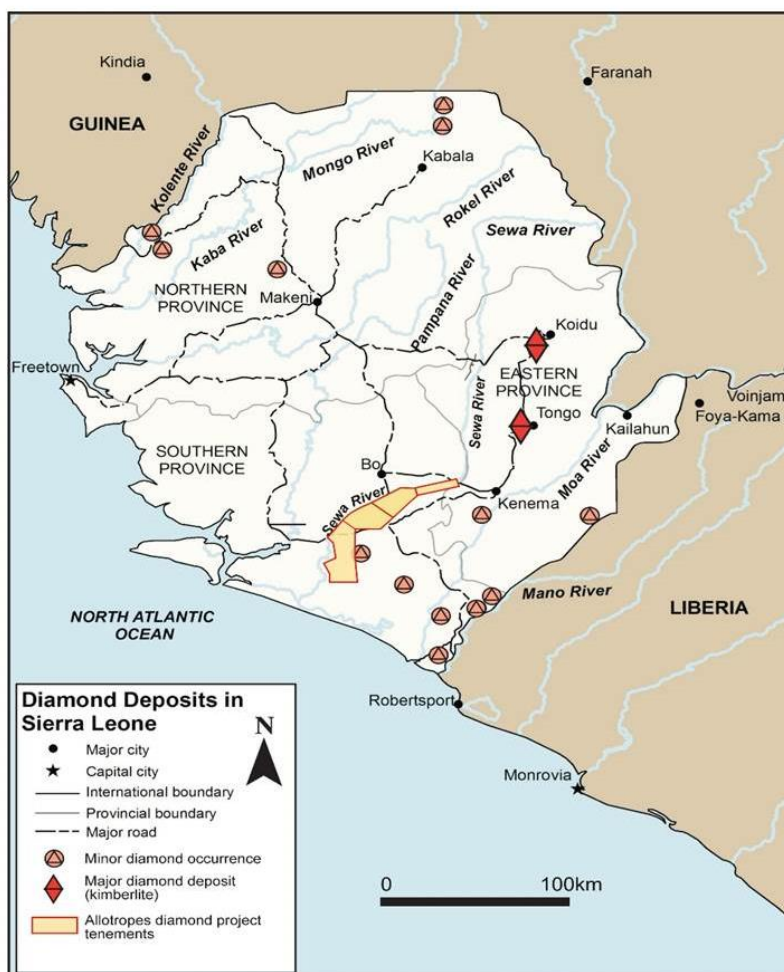 Kindia
Faranah
GUINEA
Kolente River
Mongo River
Kabala
Rokel River
Sewa River
Kaba River
NORTHERN
PROVINCE
Makeni
Pampana River
Koidu
Freetown
EASTERN
PROVINCE
Sewa River
Voinjam
Foya-Kama
Tongo
Kailahun
SOUTHERN
PROVINCE
Bo
Moa River
Sewa River
Kenema
Mano River
LIBERIA
NORTH ATLANTIC
OCEAN
Robertsport
Monrovia
Diamond Deposits in
Sierra Leone
N
Major city
Capital city
International boundary
Provincial boundary
Major road
Minor diamond occurrence
Major diamond deposit
(kimberlite)
Allotropes diamond project
tenements
0 100km